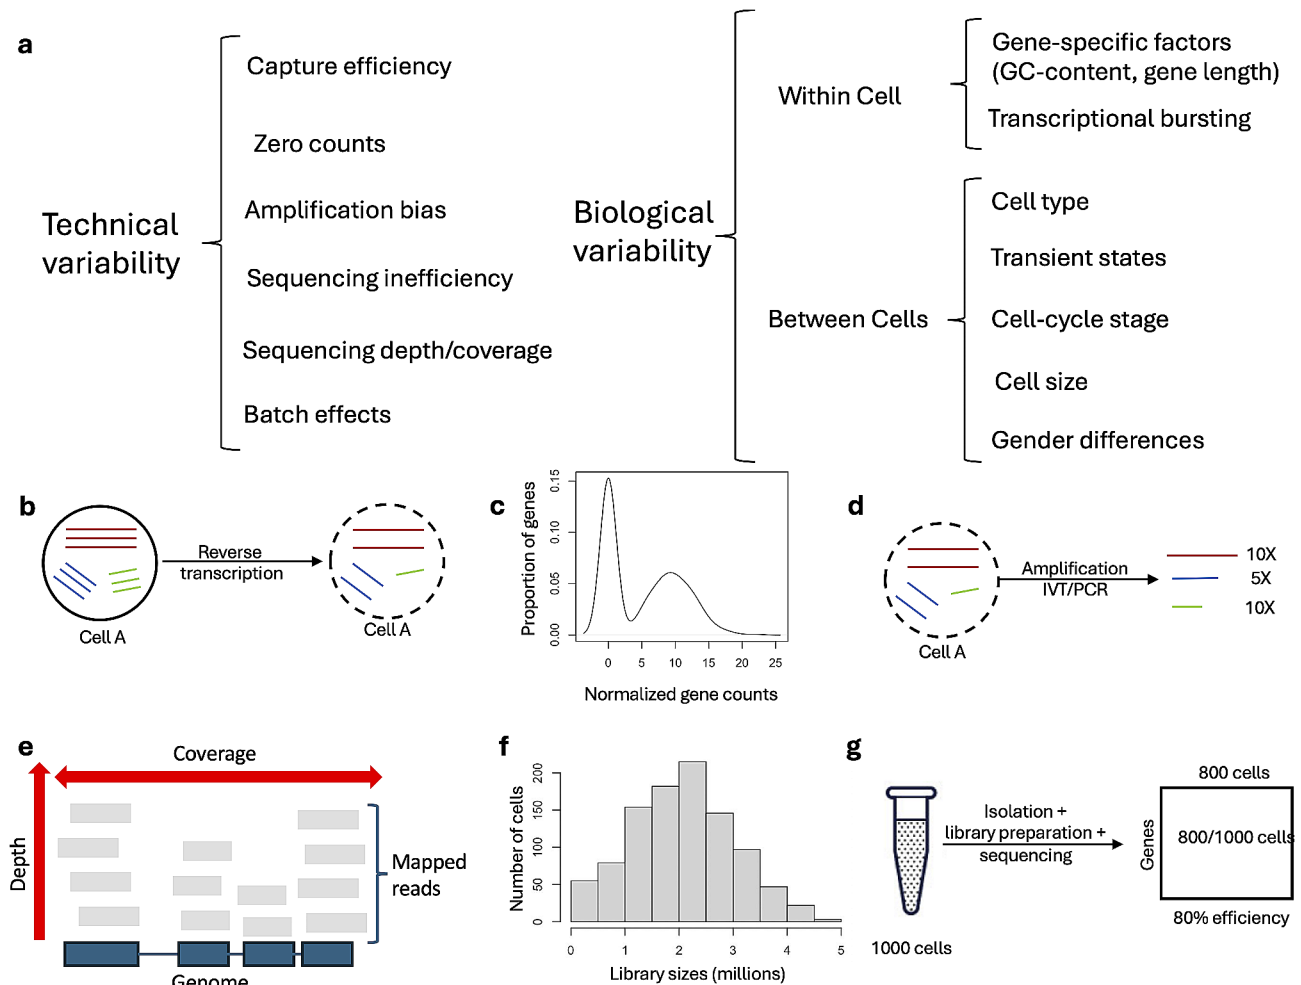 a
Technical
variability
Capture efficiency
Zero counts
Amplification bias
Sequencing inefficiency
Sequencing depth/coverage
Batch effects
Biological
variability
Within Cell
Gene-specific factors
(GC-content, gene length)
Transcriptional bursting
Between Cells
Cell type
Transient states
Cell-cycle stage
Cell size
Gender differences
b
Reverse
transcription
Cell A
Cell A
c
Proportion of genes
0.15
0.10
0.05
0.00
0 5 10 15 20 25
Normalized gene counts
d
Cell A
Amplification
IVT/PCR
10X
5X
10X
e
Coverage
Depth
Mapped
reads
Genome
f
Number of cells
200
150
100
50
0
0 1 2 3 4 5
Library sizes (millions)
g
1000 cells
Isolation +
library preparation +
sequencing
800 cells
Genes
800/1000 cells
80% efficiency